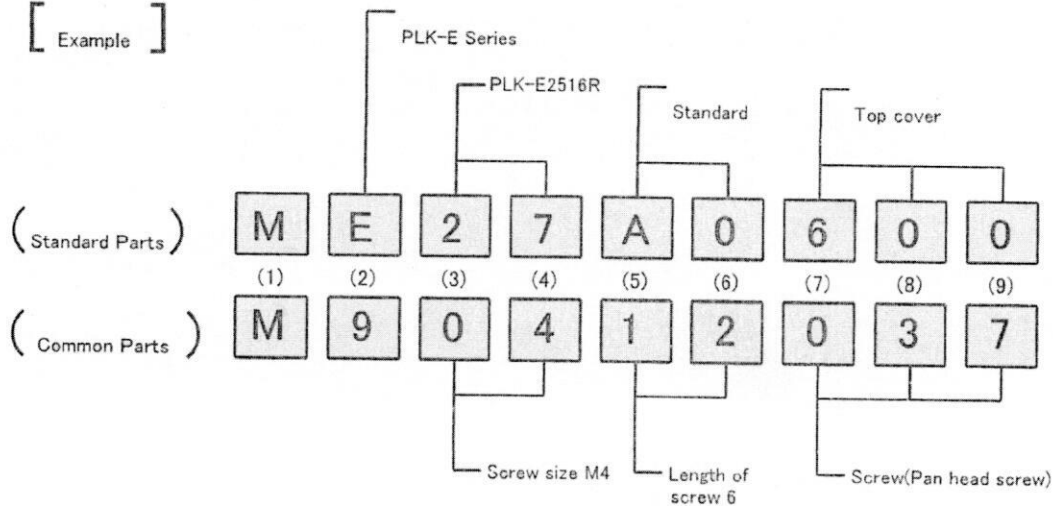 [ Example ]
PLK-E Series
PLK-E2516R
Standard
Top cover
( Standard Parts ) M E 2 7 A 0 6 0 0
(1) (2) (3) (4) (5) (6) (7) (8) (9)
( Common Parts ) M 9 0 4 1 2 0 3 7
Screw size M4
Length of
screw 6
Screw(Pan head screw)